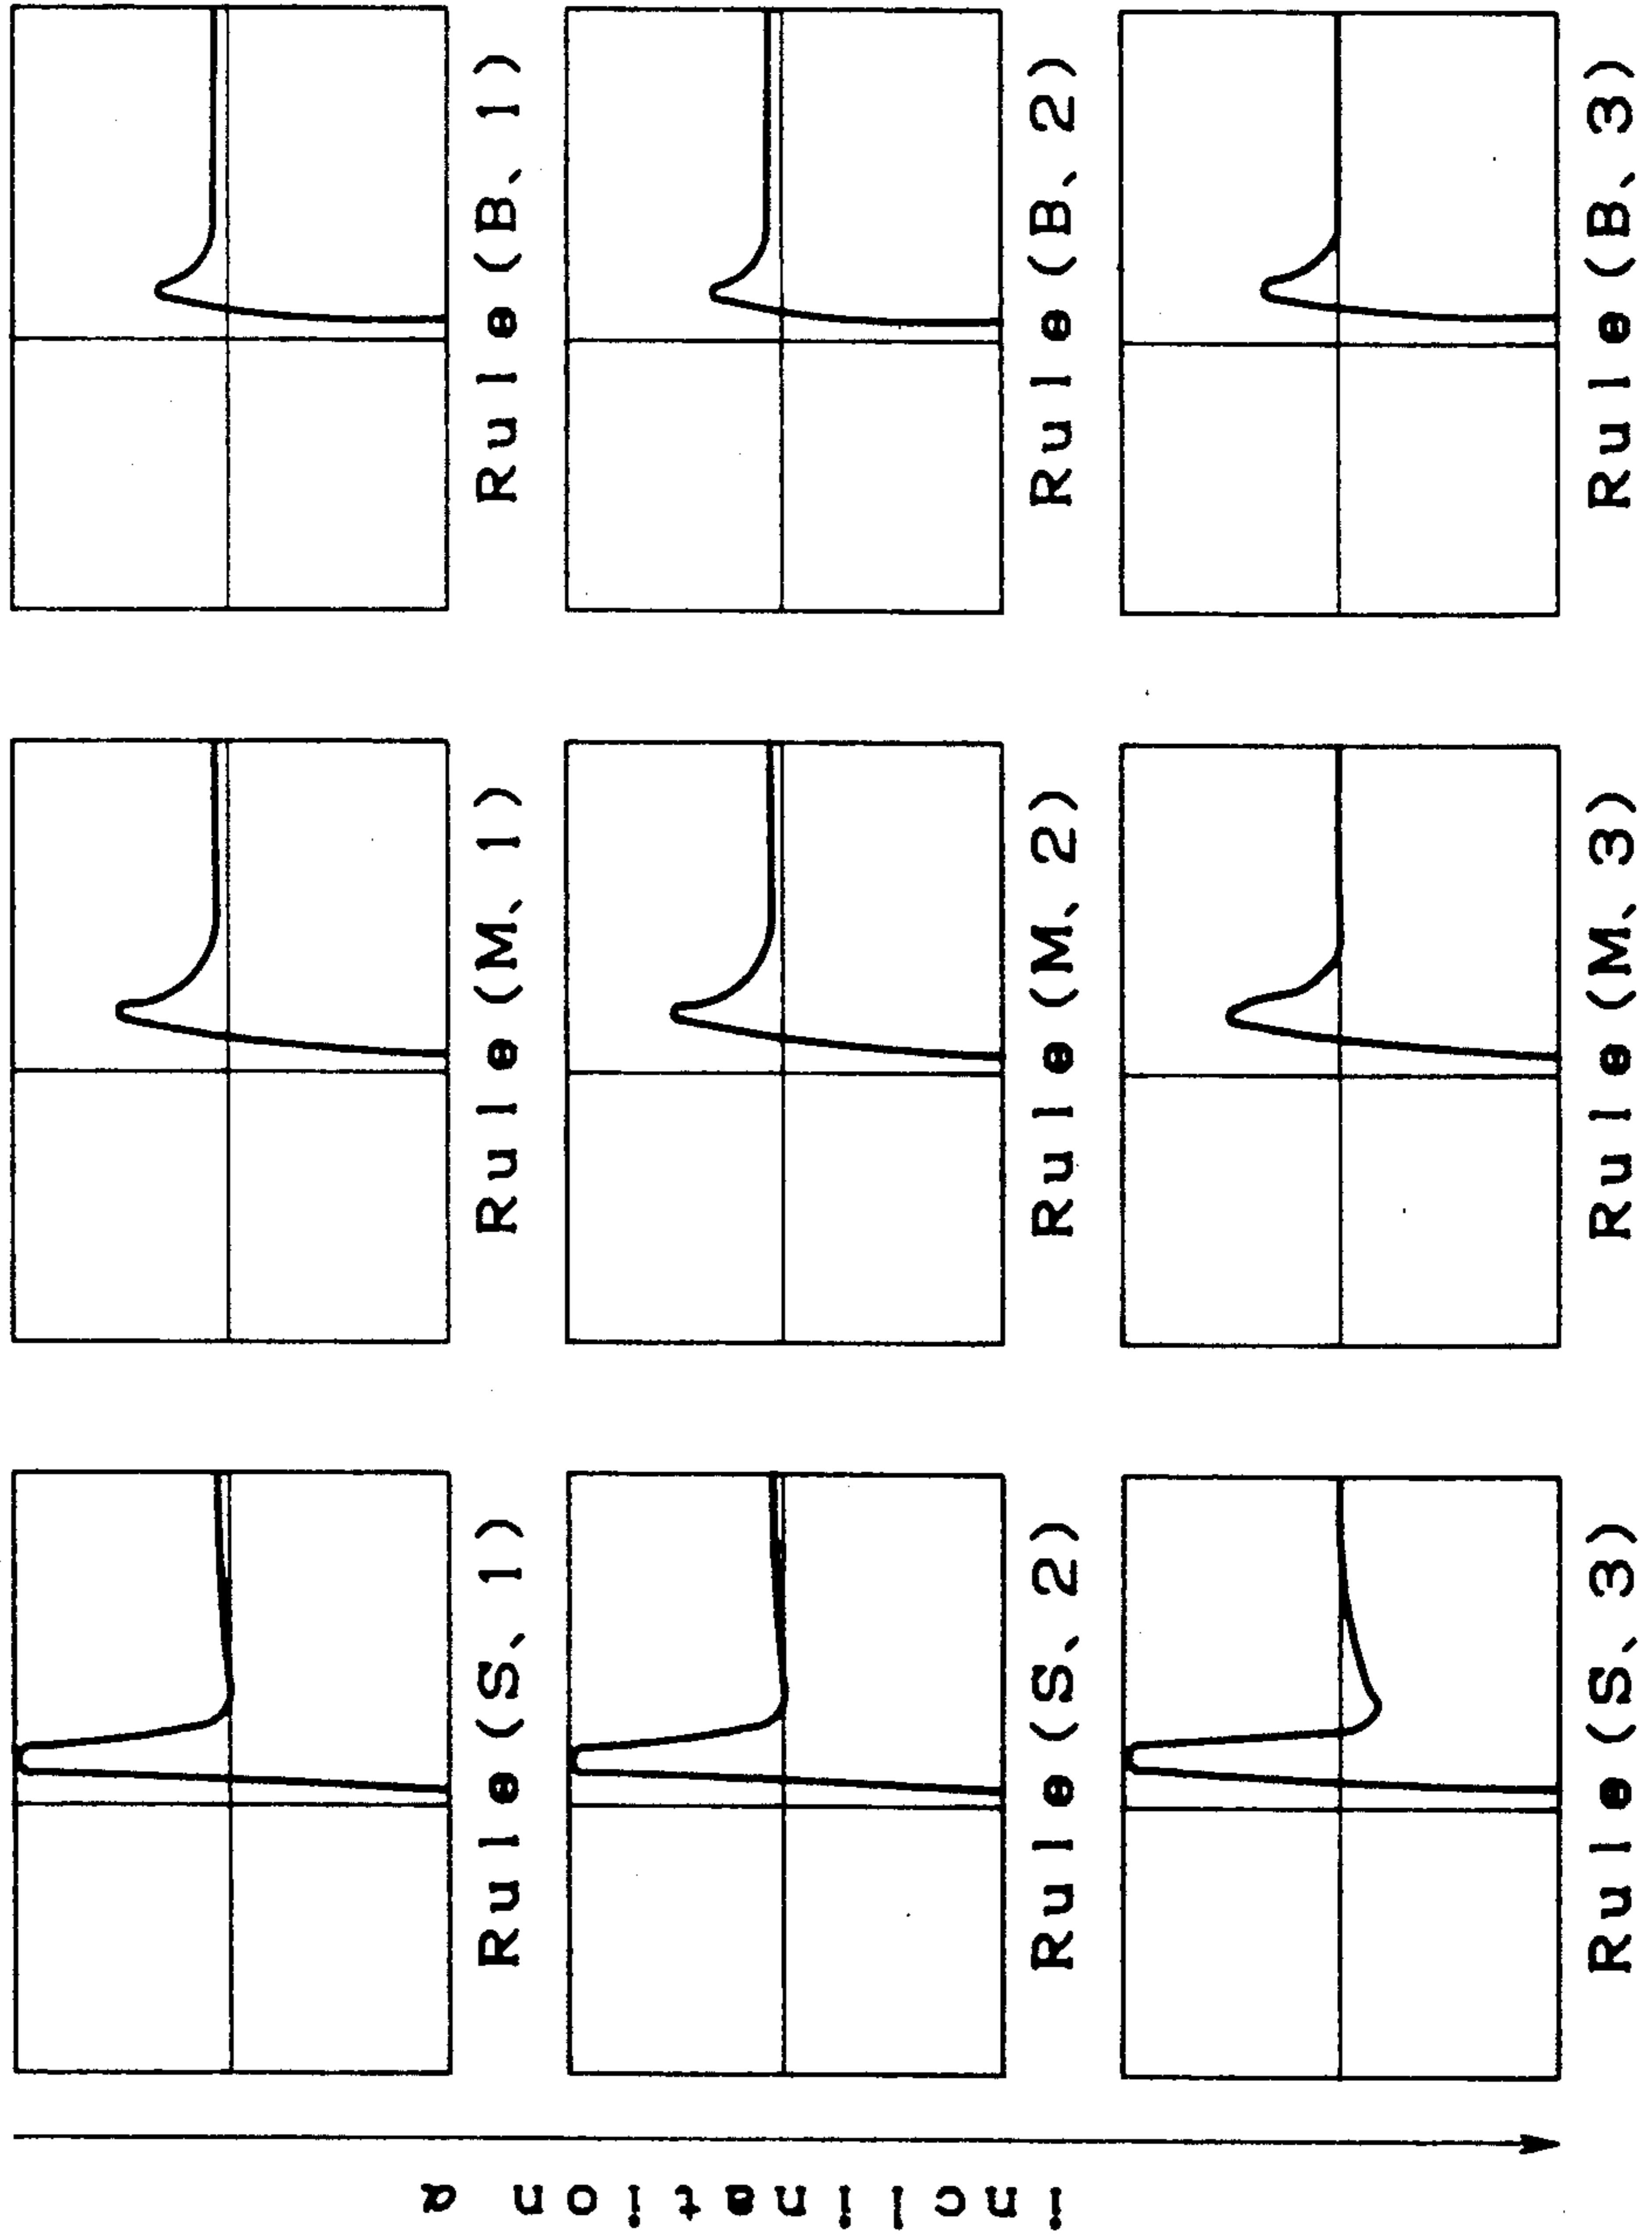 inclination α
Rule (S、1)
Rule (M、1)
Rule (B、1)
Rule (S、2)
Rule (M、2)
Rule (B、2)
Rule (S、3)
Rule (M、3)
Rule (B、3)